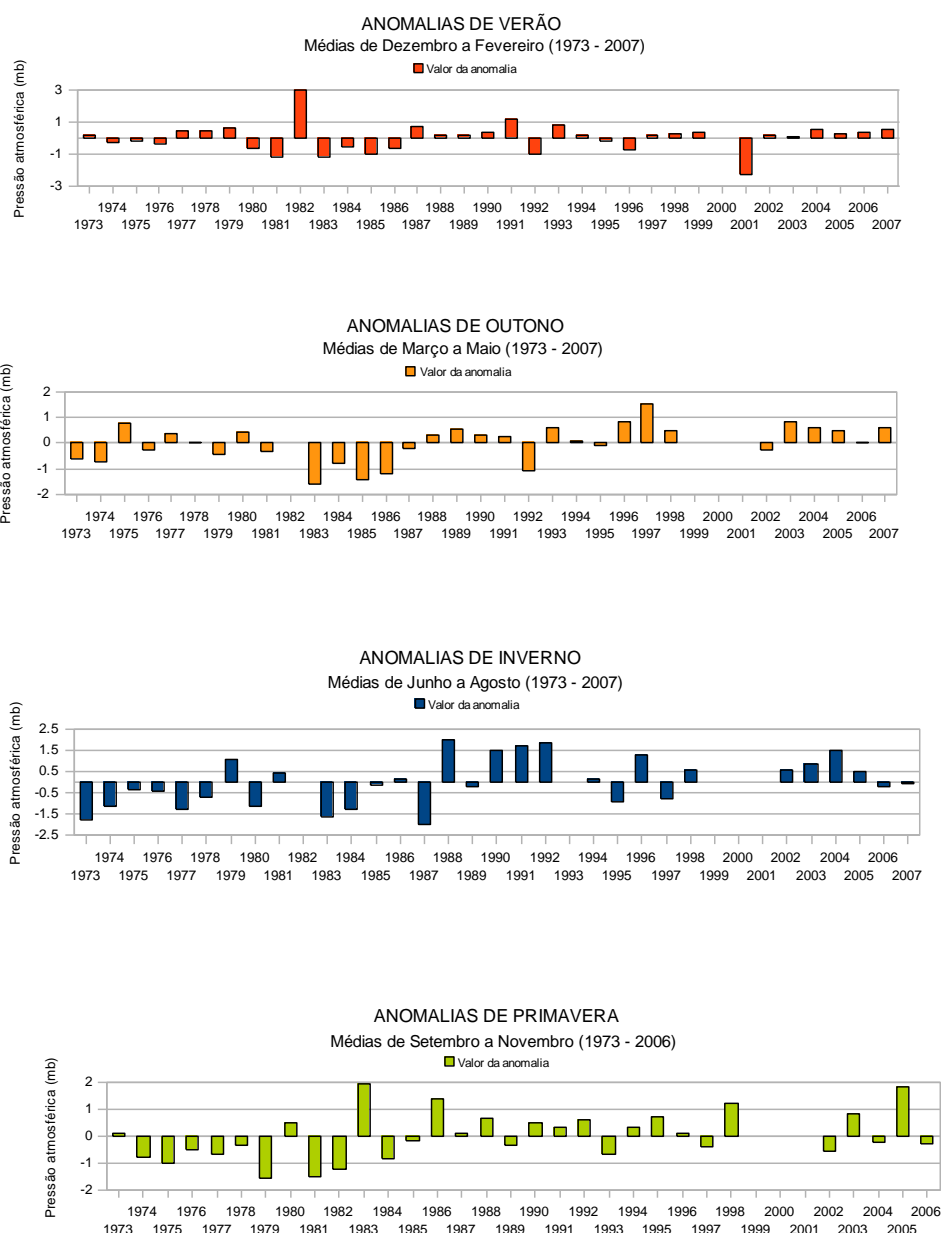 ANOMALIAS DE VERÃO
Médias de Dezembro a Fevereiro (1973 - 2007)
Valor da anomalia
Pressão atmosférica (mb)
3
1
-1
-3
1974 1976 1978 1980 1982 1984 1986 1988 1990 1992 1994 1996 1998 2000 2002 2004 2006
1973 1975 1977 1979 1981 1983 1985 1987 1989 1991 1993 1995 1997 1999 2001 2003 2005 2007
ANOMALIAS DE OUTONO
Médias de Março a Maio (1973 - 2007)
Valor da anomalia
Pressão atmosférica (mb)
2
1
0
-1
-2
1974 1976 1978 1980 1982 1984 1986 1988 1990 1992 1994 1996 1998 2000 2002 2004 2006
1973 1975 1977 1979 1981 1983 1985 1987 1989 1991 1993 1995 1997 1999 2001 2003 2005 2007
ANOMALIAS DE INVERNO
Médias de Junho a Agosto (1973 - 2007)
Valor da anomalia
Pressão atmosférica (mb)
2.5
1.5
0.5
-0.5
-1.5
-2.5
1974 1976 1978 1980 1982 1984 1986 1988 1990 1992 1994 1996 1998 2000 2002 2004 2006
1973 1975 1977 1979 1981 1983 1985 1987 1989 1991 1993 1995 1997 1999 2001 2003 2005 2007
ANOMALIAS DE PRIMAVERA
Médias de Setembro a Novembro (1973 - 2006)
Valor da anomalia
Pressão atmosférica (mb)
2
1
0
-1
-2
1974 1976 1978 1980 1982 1984 1986 1988 1990 1992 1994 1996 1998 2000 2002 2004 2006
1973 1975 1977 1979 1981 1983 1985 1987 1989 1991 1993 1995 1997 1999 2001 2003 2005